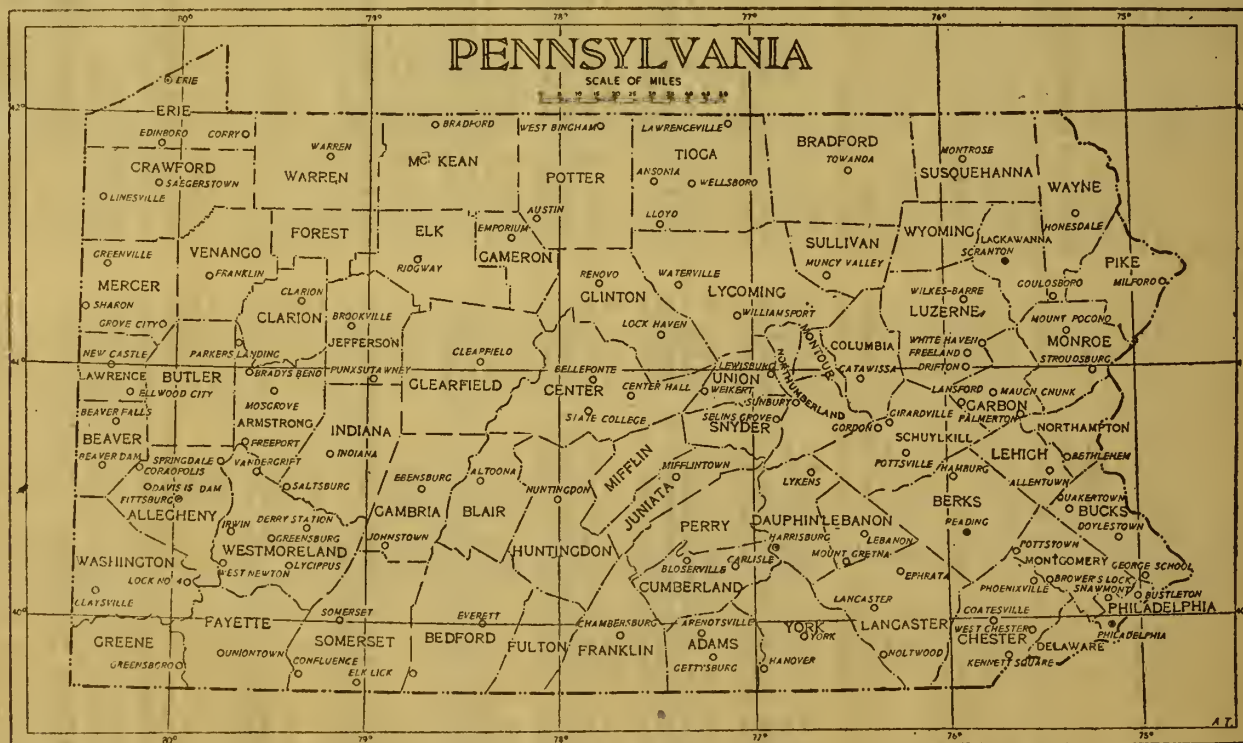 80° 79° 78° 77° 76° 75°
PENNSYLVANIA
SCALE OF MILES
ERIE
ERIE
42°
EDINBORO CORRY
BRADFORD
WEST BINGHAM LAWRENCEVILLE
WARREN
MCKEAN
TIOGA
BRADFORD
MONTROSE
CRAWFORD
WARREN
POTTER
ANSONIA
TOWANDA
SUSQUEHANNA
SAEGERSTOWN
WELLSBORO
WAYNE
LINESVILLE
AUSTIN
LLOYD
HONESDALE
VENANGO
FOREST
ELK
EMPORIUM
CAMERON
SULLIVAN
WYOMING
LACKAWANNA
SCRANTON
PIKE
GREENVILLE
FRANKLIN
RIDGWAY
RENOVO
WATERVILLE
MUNCY VALLEY
MILFORD
MERCER
CLINTON
LYCOMING
WILKES-BARRE
GOULDSBORO
SHARON
CLARION
CLARION
BROOKVILLE
WILLIAMSPORT
LUZERNE
MOUNT POCONO
GROVE CITY
JEFFERSON
LOCK HAVEN
MONTOUR
COLUMBIA
WHITE HAVEN
MONROE
NEW CASTLE
PARKERS LANDING
CLEARFIELD
FREELAND
STROUDSBURG
41°
LAWRENCE
BUTLER
BRADYS BEND
PUNXSUTAWNEY
CLEARFIELD
BELLEFONTE
CENTER
CENTER HALL
LEWISBURG
UNION
WEIKERT
NORTHUMBERLAND
CATAWISSA
DRIFTON
ELLWOOD CITY
MOSGROVE
LANSFORD
MAUCH CHUNK
BEAVER FALLS
STATE COLLEGE
SUNBURY
CARBON
ARMSTRONG
SELINS GROVE
SNYDER
GIRARDVILLE
PALMERTON
BEAVER
FREEPORT
INDIANA
GORDON
NORTHAMPTON
SCHUYLKILL
BEAVER DAM
SPRINGDALE
CORAOPOLIS
VANDERGRIFT
INDIANA
ALTOONA
MIFFLIN
MIFFLINTOWN
POTTSVILLE
LEHIGH
BETHLEHEM
DAVIS IS DAM
SALTSBURG
EBENSBURG
HUNTINGDON
LYKENS
HAMBURG
ALLENTOWN
PITTSBURG
ALLEGHENY
CAMBRIA
BLAIR
JUNIATA
BERKS
QUAKERTOWN
BUCKS
IRWIN
DERRY STATION
GREENSBURG
JOHNSTOWN
HUNTINGDON
PERRY
DAUPHIN
LEBANON
HARRISBURG
LEBANON
READING
DOYLESTOWN
WASHINGTON
WESTMORELAND
WEST NEWTON
LYCIPPUS
BLOSERVILLE
CARLISLE
MOUNT GRETNA
POTTSTOWN
MONTGOMERY
GEORGE SCHOOL
LOCK NO 4
CUMBERLAND
EPHRATA
PHOENIXVILLE
BROWER'S LOCK
SHAWMONT
BUSTLETON
CLAYSVILLE
LANCASTER
PHILADELPHIA
40°
GREENE
FAYETTE
SOMERSET
EVERETT
CHAMBERSBURG
ARENDTSVILLE
YORK
YORK
LANCASTER
COATESVILLE
WEST CHESTER
PHILADELPHIA
GREENSBORO
UNIONTOWN
SOMERSET
BEDFORD
FULTON
FRANKLIN
ADAMS
GETTYSBURG
CHESTER
DELAWARE
CONFLUENCE
ELK LICK
HANOVER
HOLTWOOD
KENNETT SQUARE
A.T.
80° 79° 78° 77° 76° 75°